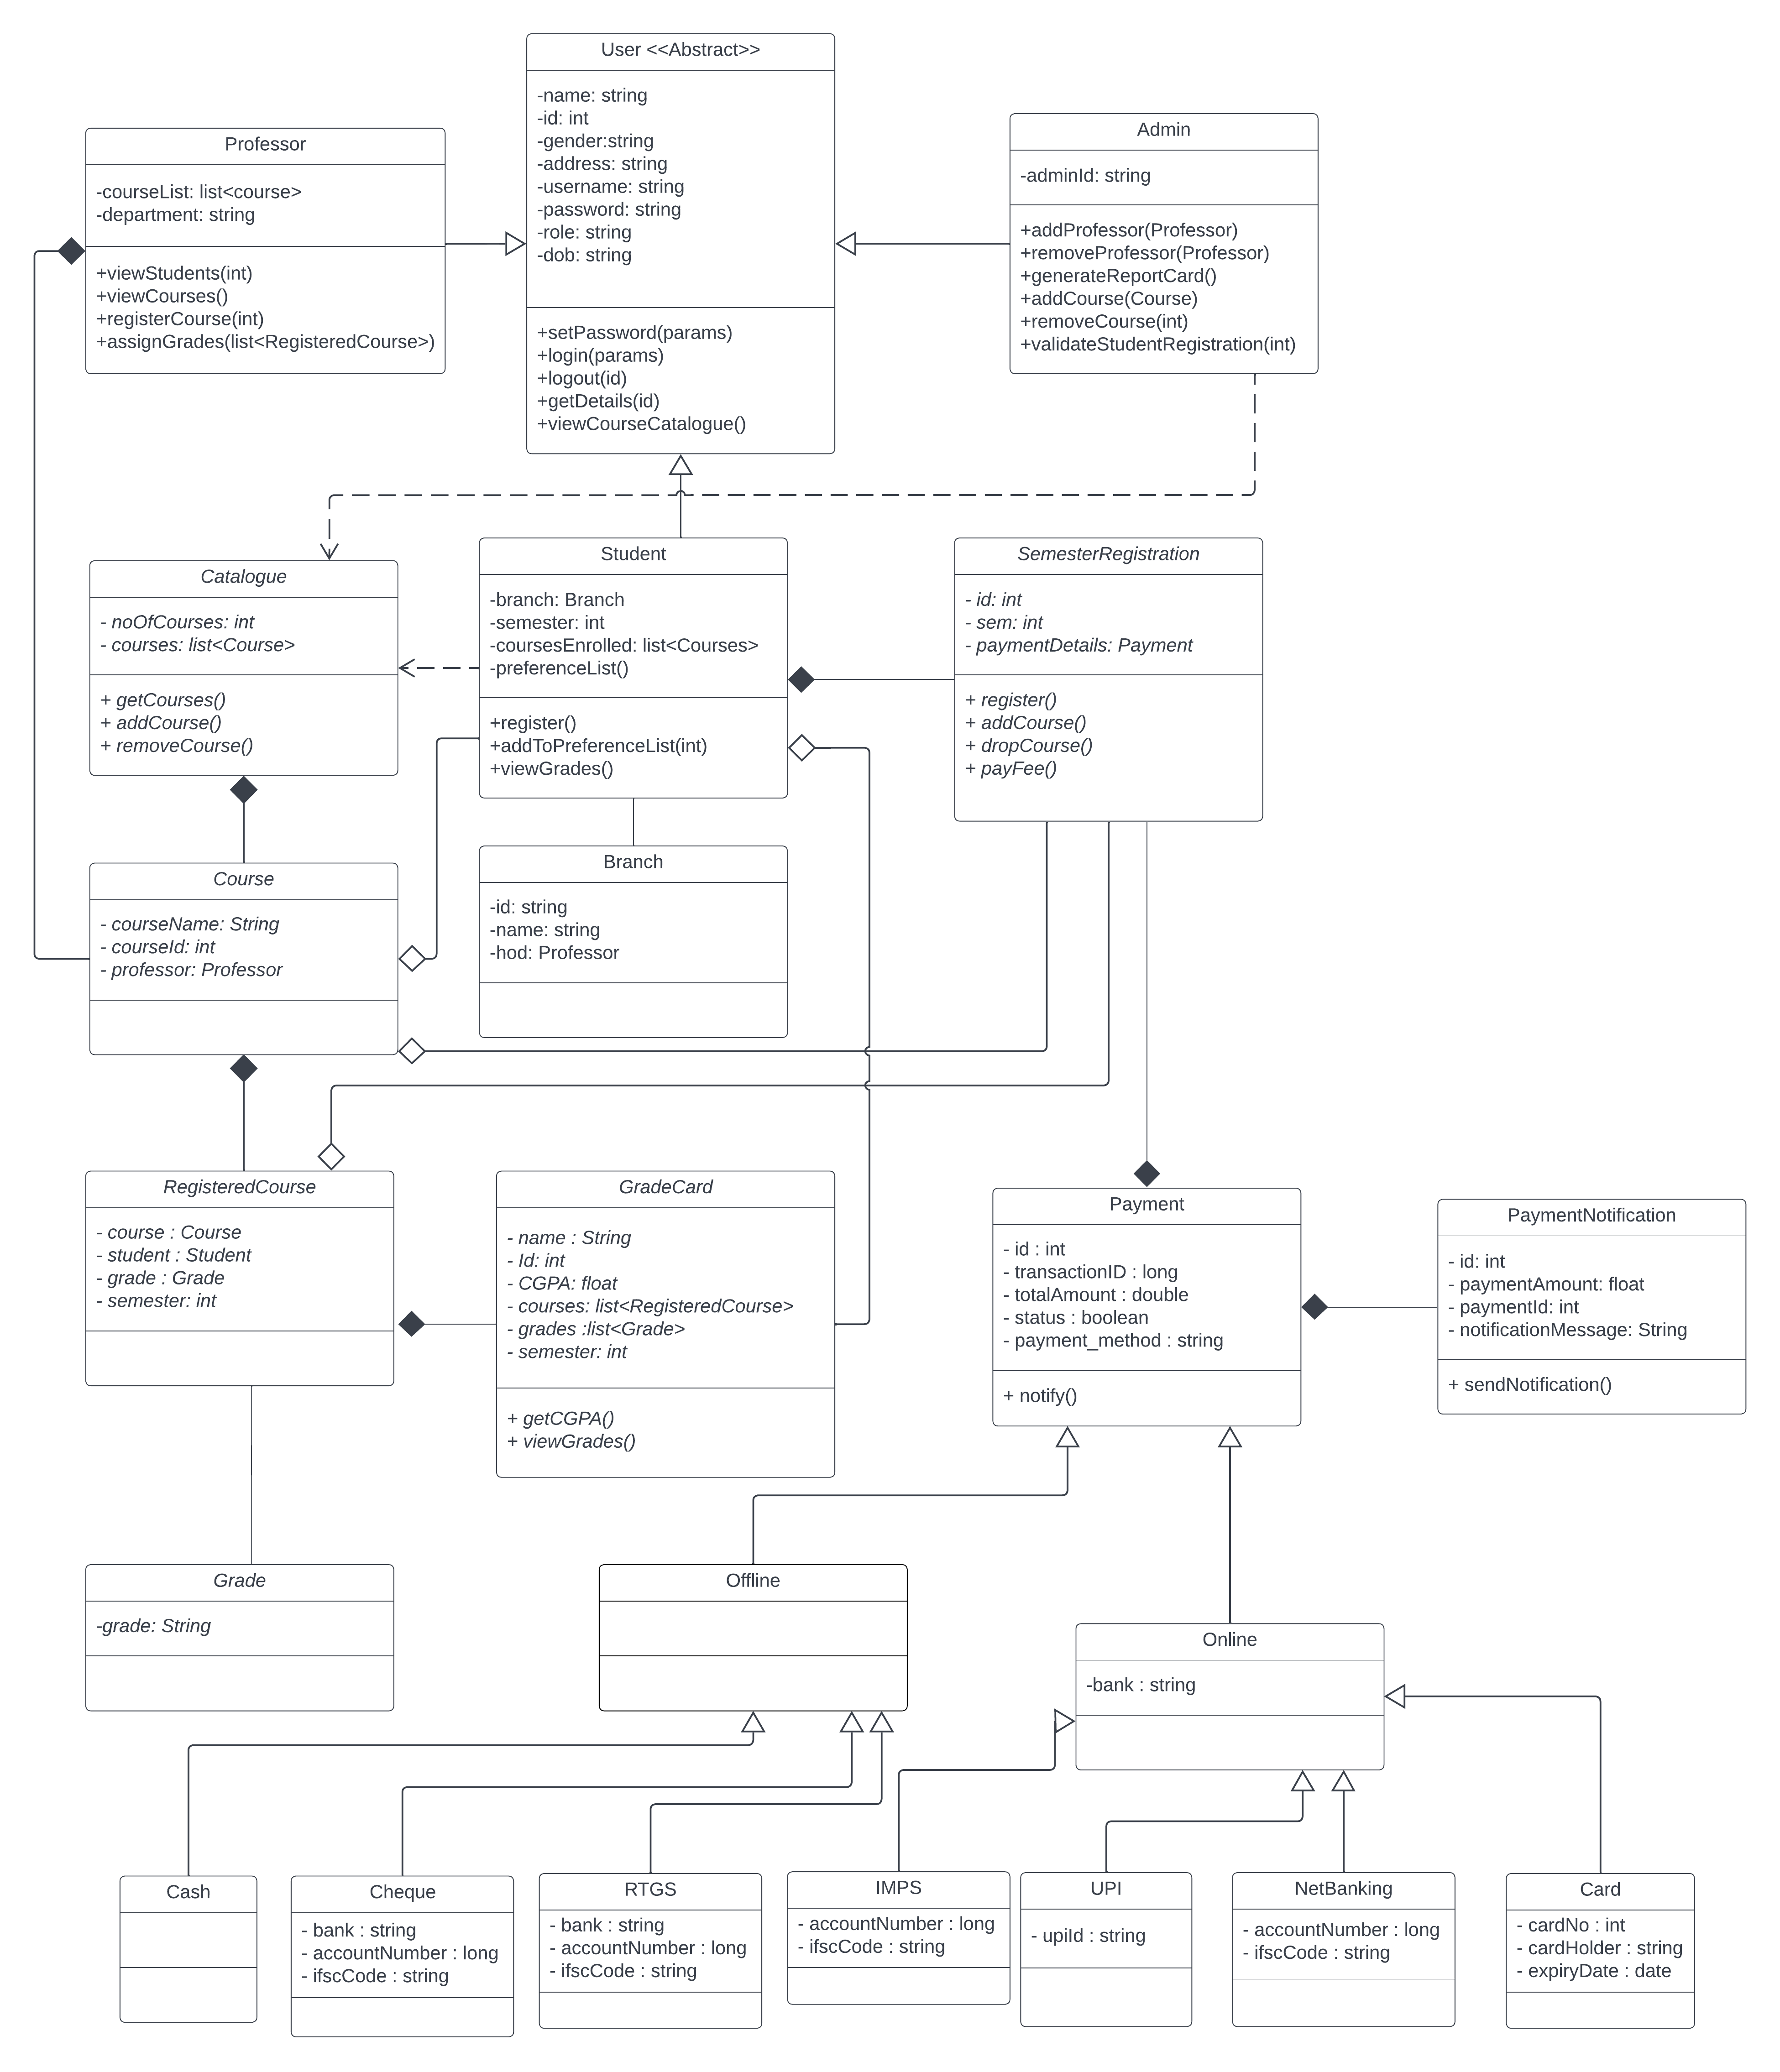 User <<Abstract>>
-name: string
-id: int
-gender:string
-address: string
-username: string
-password: string
-role: string
-dob: string
+setPassword(params)
+login(params)
+logout(id)
+getDetails(id)
+viewCourseCatalogue()
Professor
-courseList: list<course>
-department: string
+viewStudents(int)
+viewCourses()
+registerCourse(int)
+assignGrades(list<RegisteredCourse>)
Admin
-adminId: string
+addProfessor(Professor)
+removeProfessor(Professor)
+generateReportCard()
+addCourse(Course)
+removeCourse(int)
+validateStudentRegistration(int)
Catalogue
- noOfCourses: int
- courses: list<Course>
+ getCourses()
+ addCourse()
+ removeCourse()
Student
-branch: Branch
-semester: int
-coursesEnrolled: list<Courses>
-preferenceList()
+register()
+addToPreferenceList(int)
+viewGrades()
SemesterRegistration
- id: int
- sem: int
- paymentDetails: Payment
+ register()
+ addCourse()
+ dropCourse()
+ payFee()
Course
- courseName: String
- courseId: int
- professor: Professor
Branch
-id: string
-name: string
-hod: Professor
RegisteredCourse
- course : Course
- student : Student
- grade : Grade
- semester: int
GradeCard
- name : String
- Id: int
- CGPA: float
- courses: list<RegisteredCourse>
- grades :list<Grade>
- semester: int
+ getCGPA()
+ viewGrades()
Payment
- id : int
- transactionID : long
- totalAmount : double
- status : boolean
- payment_method : string
+ notify()
PaymentNotification
- id: int
- paymentAmount: float
- paymentId: int
- notificationMessage: String
+ sendNotification()
Grade
-grade: String
Offline
Online
-bank : string
Cash
Cheque
- bank : string
- accountNumber : long
- ifscCode : string
RTGS
- bank : string
- accountNumber : long
- ifscCode : string
IMPS
- accountNumber : long
- ifscCode : string
UPI
- upiId : string
NetBanking
- accountNumber : long
- ifscCode : string
Card
- cardNo : int
- cardHolder : string
- expiryDate : date